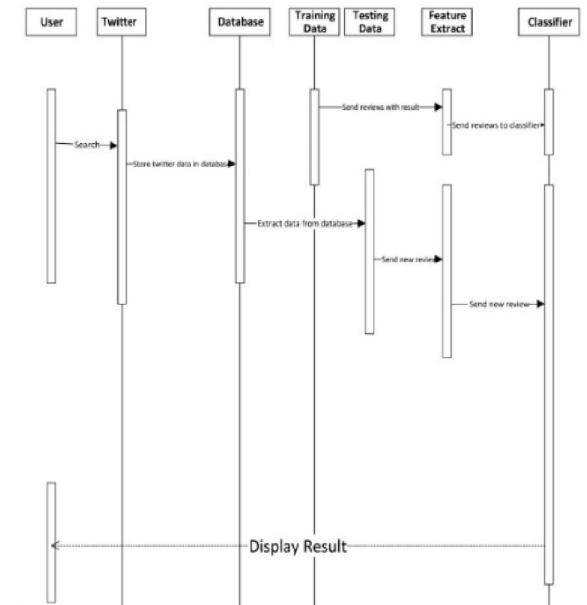 User
Twitter
Database
Training
Data
Testing
Data
Feature
Extract
Classifier
Send reviews with result
Send reviews to classifier
Search
Store twitter data in database
Extract data from database
Send new review
Send new review
Display Result